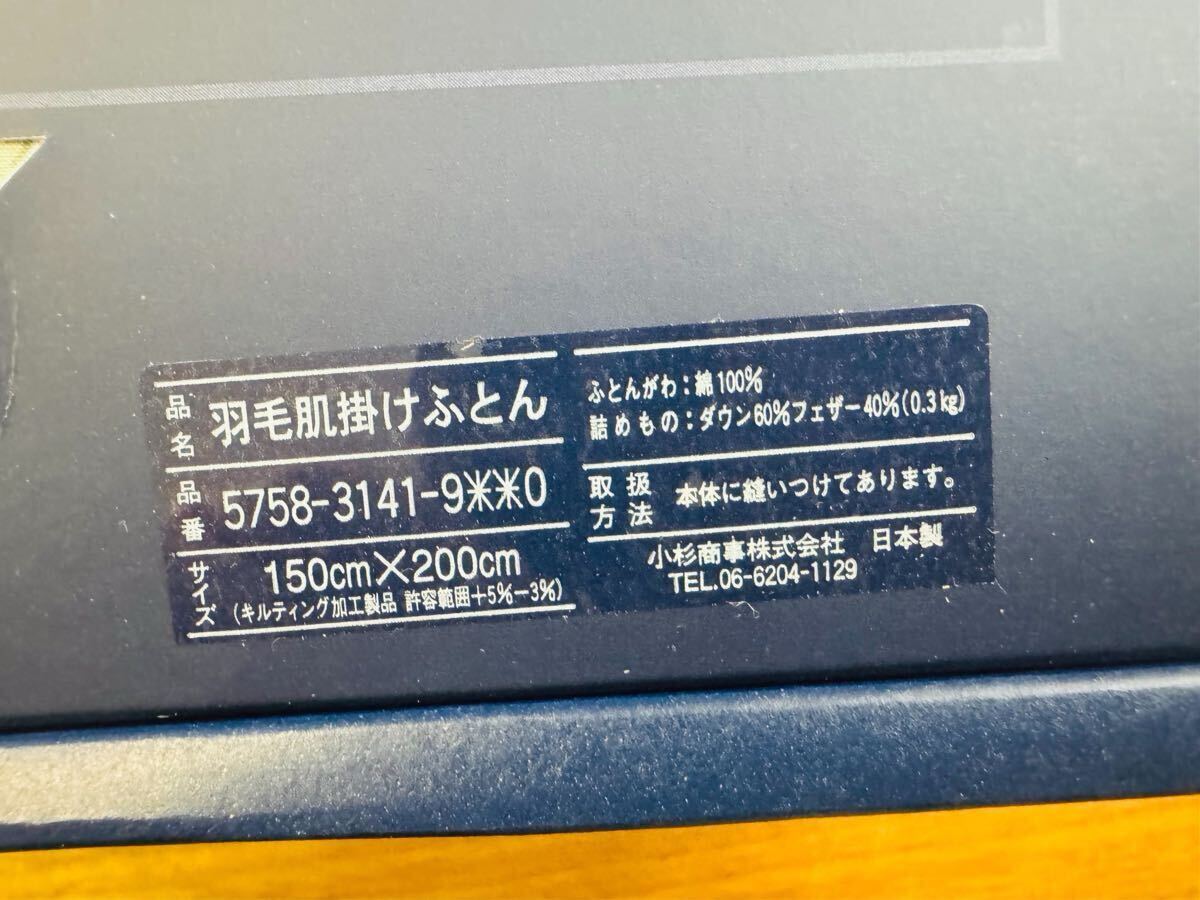 品名 羽毛肌掛けふとん
品番 5758-3141-9米米0
サイズ 150cm×200cm
(キルティング加工製品 許容範囲+5%-3%)
ふとんがわ:綿100%
詰めもの:ダウン60%フェザー40%(0.3kg)
取扱方法 本体に縫いつけてあります。
小杉商事株式会社 日本製
TEL.06-6204-1129